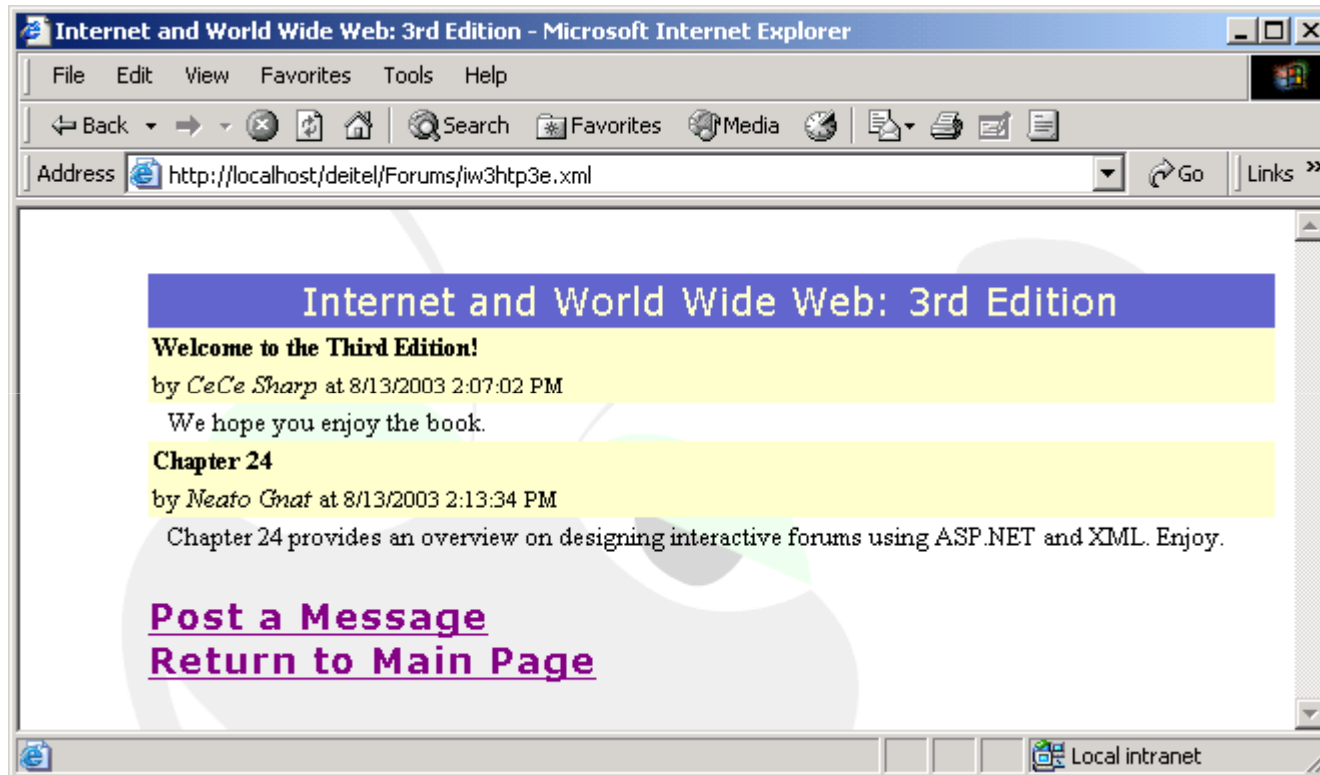 Internet and World Wide Web: 3rd Edition - Microsoft Internet Explorer
File Edit View Favorites Tools Help
Back Search Favorites Media
Address http://localhost/deitel/Forums/iw3htp3e.xml Go Links »
Internet and World Wide Web: 3rd Edition
Welcome to the Third Edition!
by CeCe Sharp at 8/13/2003 2:07:02 PM
We hope you enjoy the book.
Chapter 24
by Neato Gnat at 8/13/2003 2:13:34 PM
Chapter 24 provides an overview on designing interactive forums using ASP.NET and XML. Enjoy.
Post a Message
Return to Main Page
Local intranet